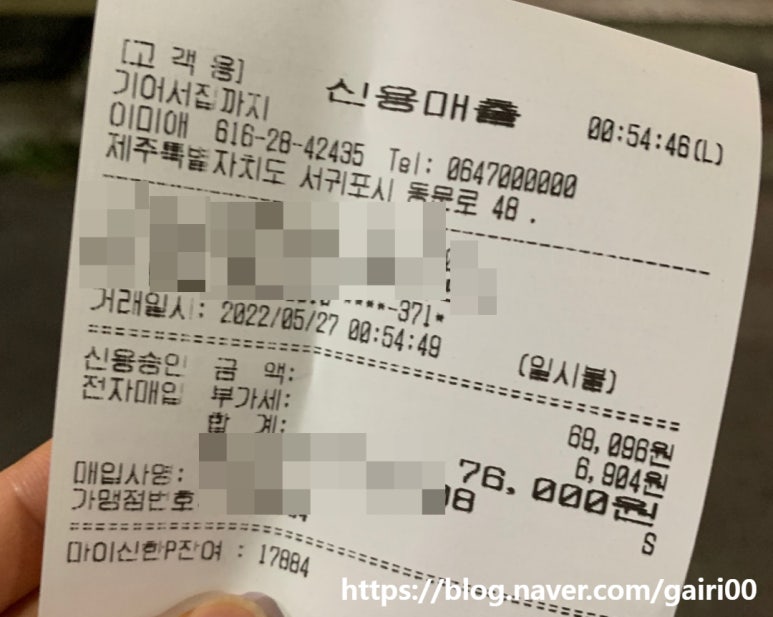 [고 객 용]
신용매출
00:54:46(L)
기어서집까지
이미애 616-28-42435 Tel: 0647000000
제주특별자치도 서귀포시 동문로 48 .
****-371*
거래일시: 2022/05/27 00:54:49
(일시불)
신용승인 금 액: 69,096원
전자매입 부가세: 6,904원
합 계: 76,000원
매입사명:
가맹점번호 08 S
마이신한P잔여 : 17884
https://blog.naver.com/gairi00